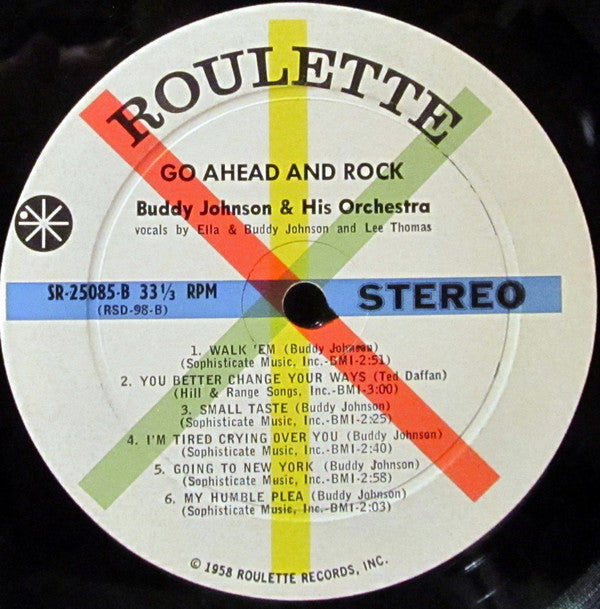 ROULETTE
GO AHEAD AND ROCK
Buddy Johnson & His Orchestra
vocals by Ella & Buddy Johnson and Lee Thomas
SR-25085-B 33⅓ RPM
(RSD-98-B)
STEREO
1. WALK 'EM (Buddy Johnson)
(Sophisticate Music, Inc.-BMI-2:51)
2. YOU BETTER CHANGE YOUR WAYS (Ted Daffan)
(Hill & Range Songs, Inc.-BMI-3:00)
3. SMALL TASTE (Buddy Johnson)
(Sophisticate Music, Inc.-BMI-2:25)
4. I'M TIRED CRYING OVER YOU (Buddy Johnson)
(Sophisticate Music, Inc.-BMI-2:40)
5. GOING TO NEW YORK (Buddy Johnson)
(Sophisticate Music, Inc.-BMI-2:58)
6. MY HUMBLE PLEA (Buddy Johnson)
(Sophisticate Music, Inc.-BMI-2:03)
© 1958 ROULETTE RECORDS, INC.